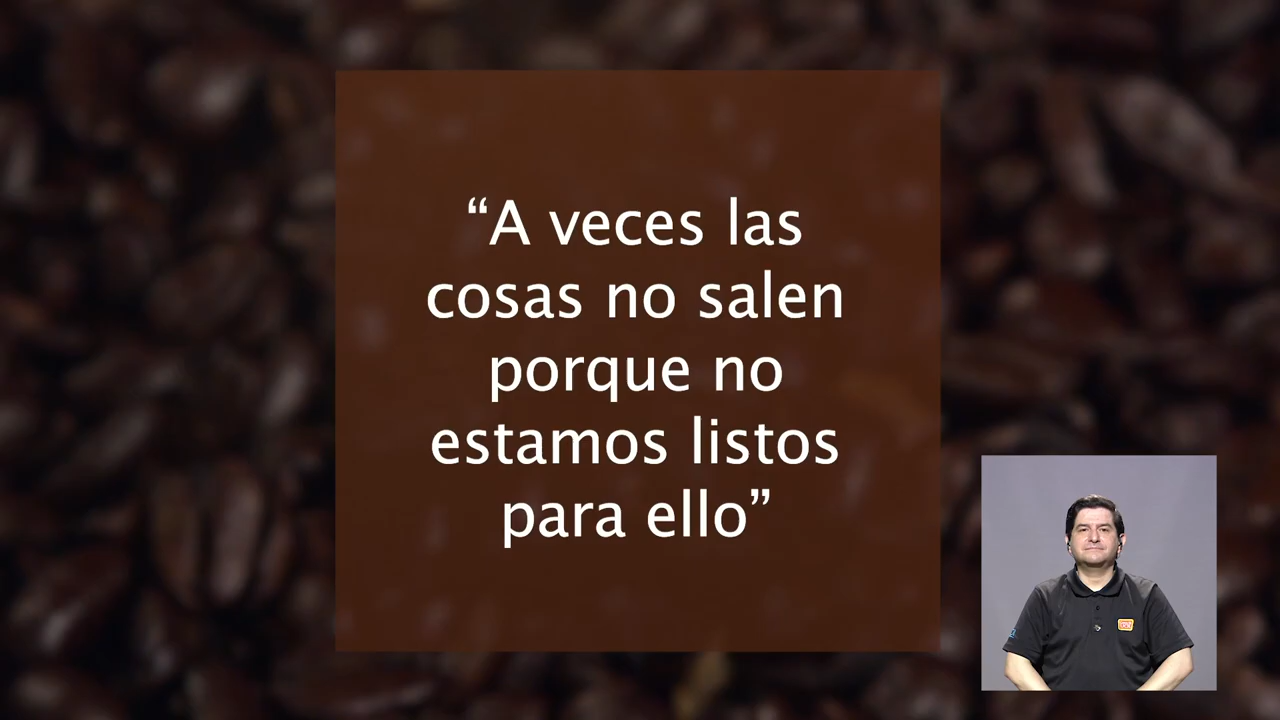 “A veces las
cosas no salen
porque no
estamos listos
para ello”